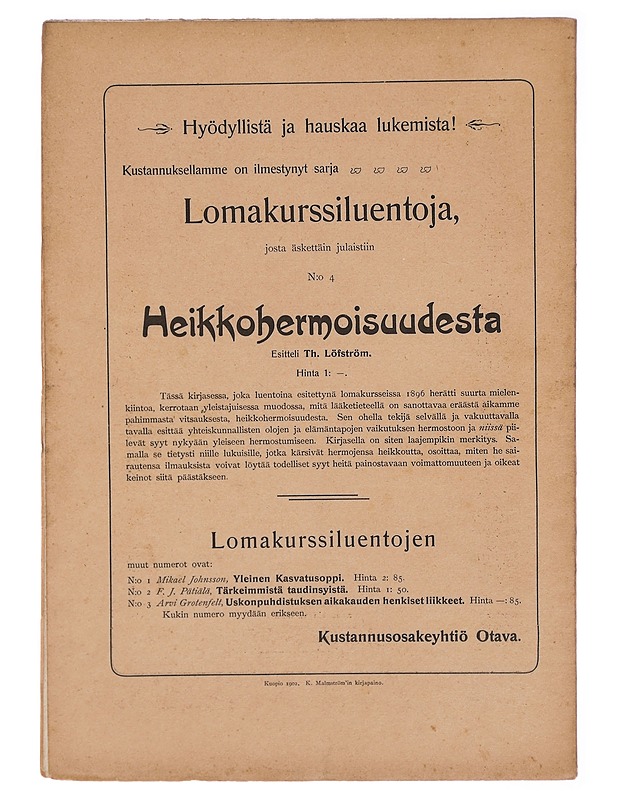 Hyödyllistä ja hauskaa lukemista!
Kustannuksellamme on ilmestynyt sarja
Lomakurssiluentoja,
josta äskettäin julaistiin
N:o 4
Heikkohermoisuudesta
Esitteli Th. Löfström.
Hinta 1: —.
Tässä kirjasessa, joka luentoina esitettynä lomakursseissa 1896 herätti suurta mielen-
kiintoa, kerrotaan yleistajuisessa muodossa, mitä lääketieteellä on sanottavaa eräästä aikamme
pahimmasta vitsauksesta, heikkohermoisuudesta. Sen ohella tekijä selvällä ja vakuuttavalla
tavalla esittää yhteiskunnallisten olojen ja elämäntapojen vaikutuksen hermostoon ja niissä pii-
levät syyt nykyään yleiseen hermostumiseen. Kirjasella on siten laajempikin merkitys. Sa-
malla se tietysti niille lukuisille, jotka kärsivät hermojensa heikkoutta, osoittaa, miten he sai-
rautensa ilmauksista voivat löytää todelliset syyt heitä painostavaan voimattomuuteen ja oikeat
keinot siitä päästäkseen.
Lomakurssiluentojen
muut numerot ovat:
N:o 1 Mikael Johnsson, Yleinen Kasvatusoppi. Hinta 2: 85.
N:o 2 F. J. Pätiälä, Tärkeimmistä taudinsyistä. Hinta 1: 50.
N:o 3 Arvi Grotenfelt, Uskonpuhdistuksen aikakauden henkiset liikkeet. Hinta —: 85.
Kukin numero myydään erikseen.
Kustannusosakeyhtiö Otava.
Kuopio 1902. K. Malmström'in kirjapaino.